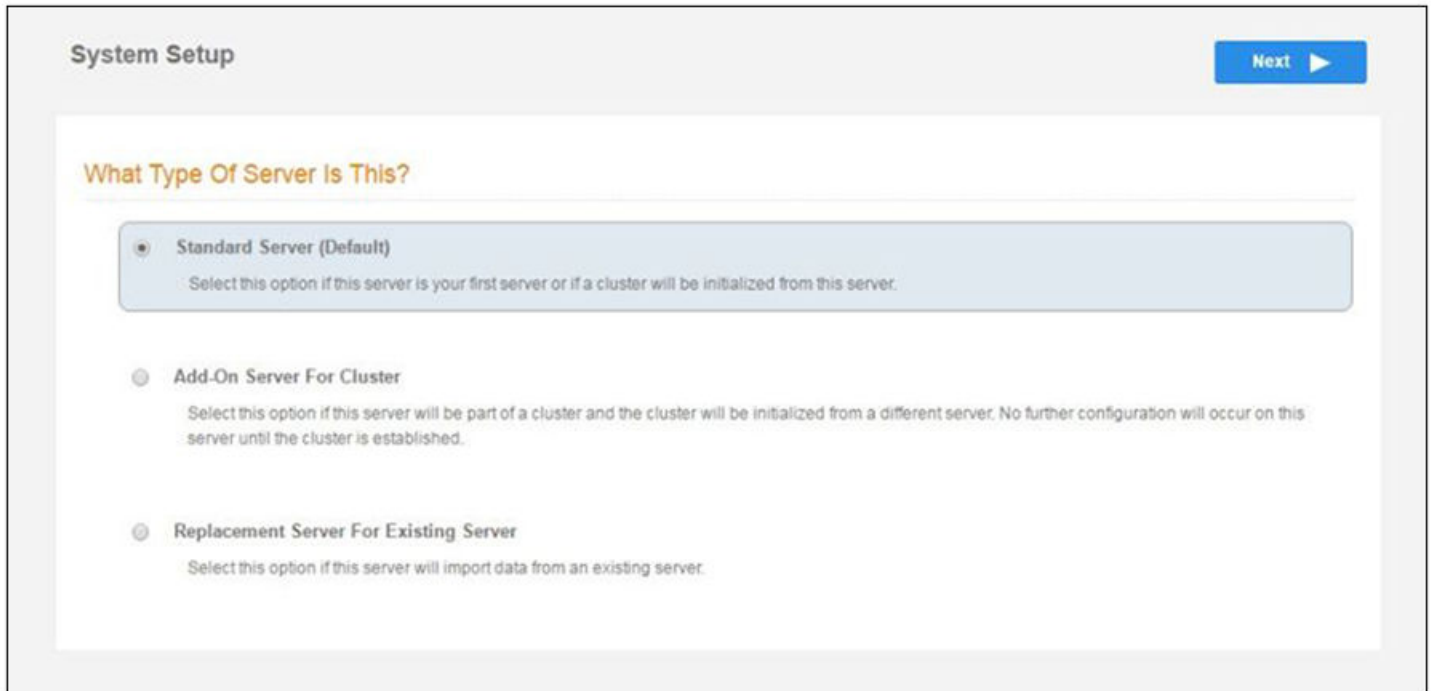 System Setup
Next
What Type Of Server Is This?
Standard Server (Default)
Select this option if this server is your first server or if a cluster will be initialized from this server.
Add-On Server For Cluster
Select this option if this server will be part of a cluster and the cluster will be initialized from a different server. No further configuration will occur on this
server until the cluster is established.
Replacement Server For Existing Server
Select this option if this server will import data from an existing server.